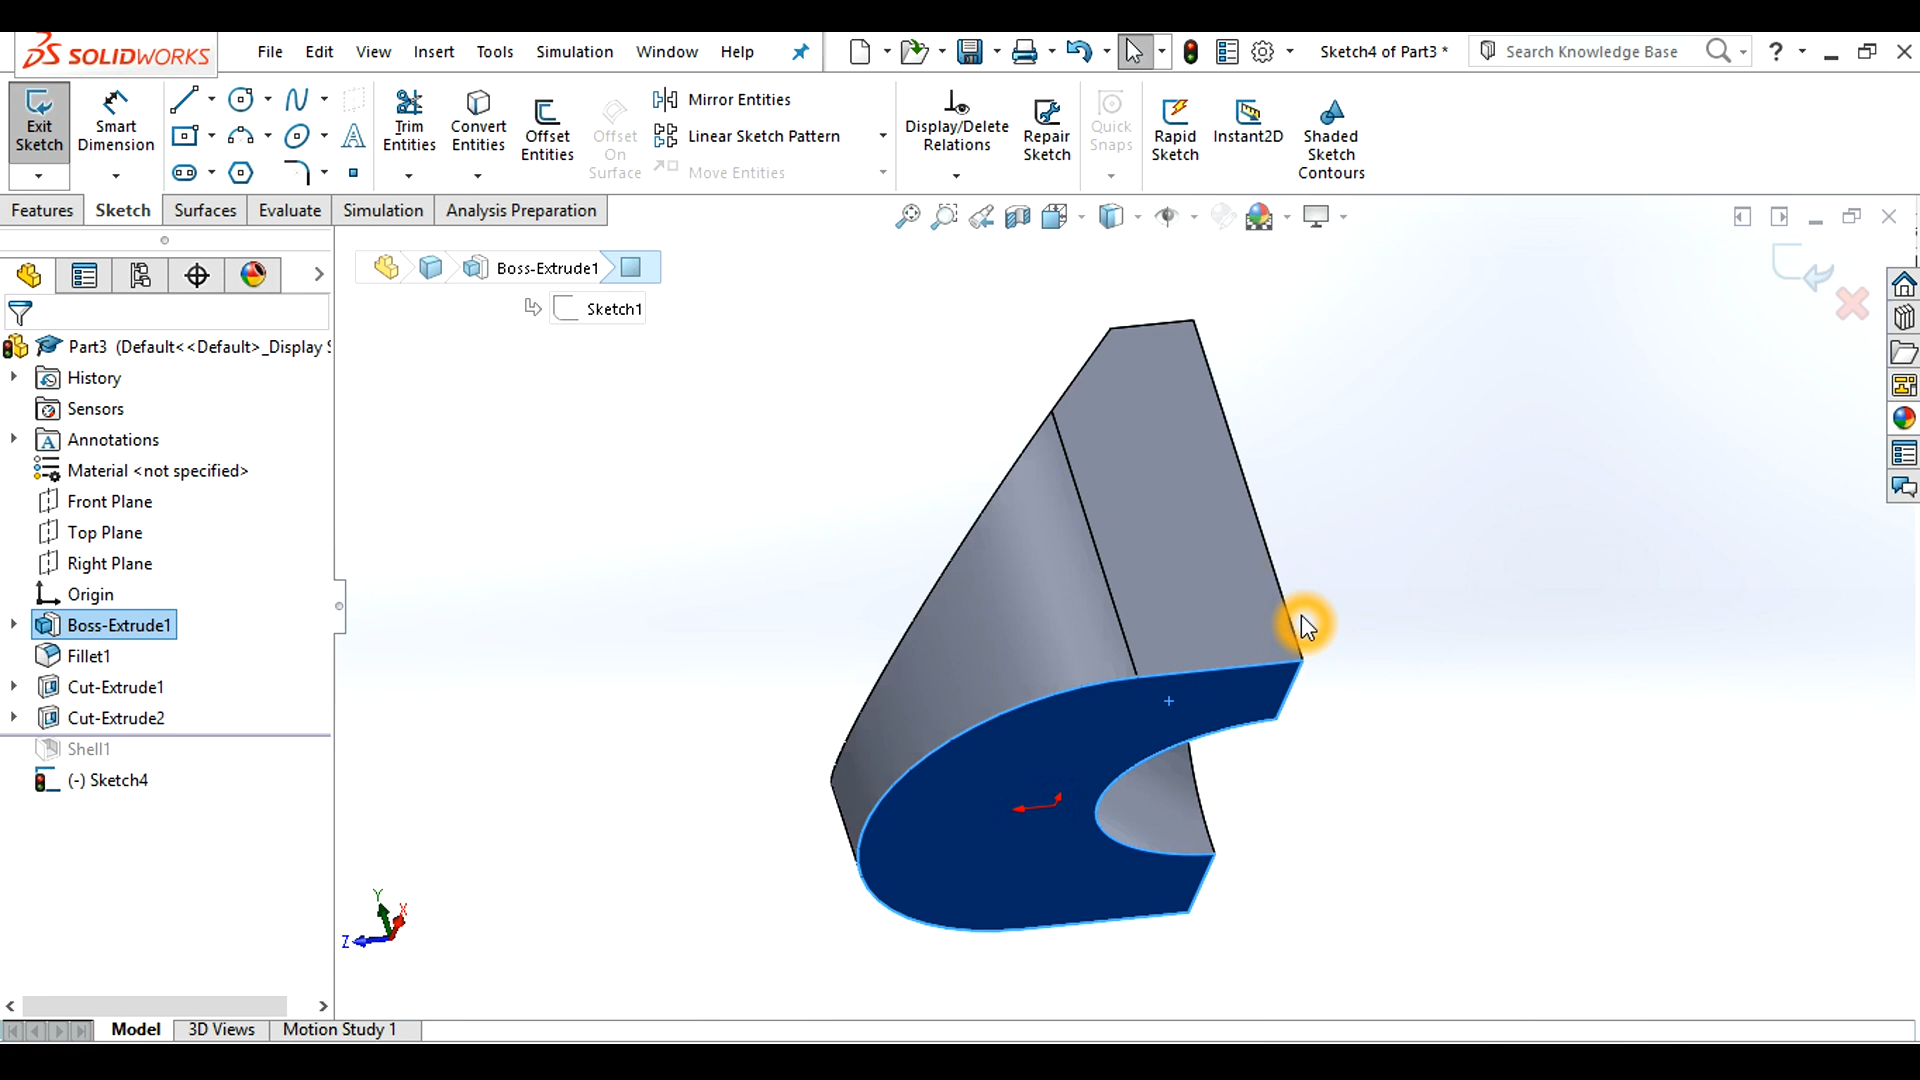 SOLIDWORKS
File Edit View Insert Tools Simulation Window Help
Sketch4 of Part3 *
Search Knowledge Base
?
Exit Sketch
Smart Dimension
Trim Entities
Convert Entities
Offset Entities
Offset On Surface
Mirror Entities
Linear Sketch Pattern
Move Entities
Display/Delete Relations
Repair Sketch
Quick Snaps
Rapid Sketch
Instant2D
Shaded Sketch Contours
Features Sketch Surfaces Evaluate Simulation Analysis Preparation
Boss-Extrude1
Sketch1
Part3 (Default<<Default>_Display S
History
Sensors
Annotations
Material <not specified>
Front Plane
Top Plane
Right Plane
Origin
Boss-Extrude1
Fillet1
Cut-Extrude1
Cut-Extrude2
Shell1
(-) Sketch4
Y
X
Z
Model 3D Views Motion Study 1